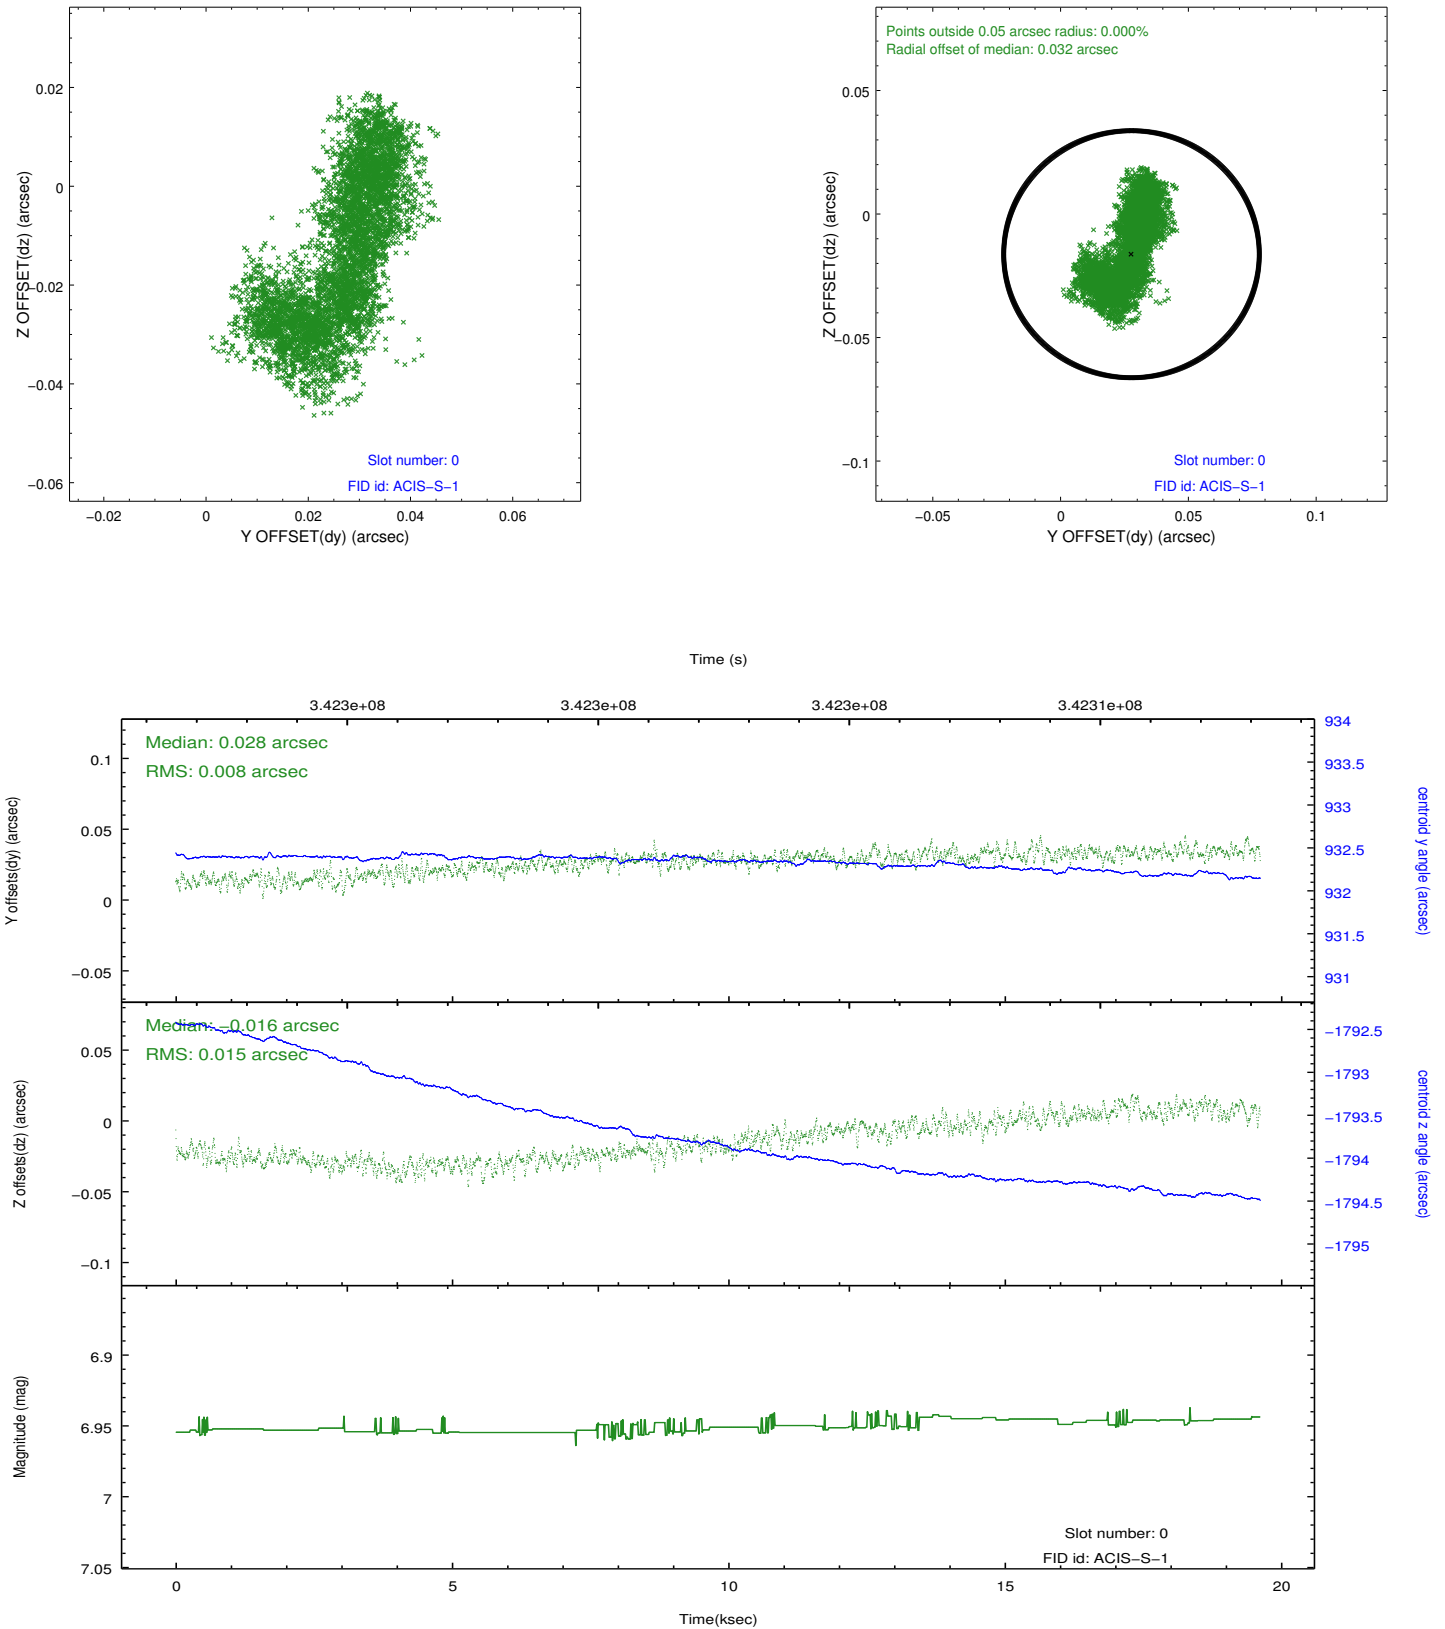 0.02
0
−0.02
−0.04
−0.06
Z OFFSET(dz) (arcsec)
Slot number: 0
FID id: ACIS−S−1
−0.02
0
0.02
0.04
0.06
Y OFFSET(dy) (arcsec)
Points outside 0.05 arcsec radius: 0.000%
Radial offset of median: 0.032 arcsec
0.05
0
−0.05
−0.1
Z OFFSET(dz) (arcsec)
Slot number: 0
FID id: ACIS−S−1
−0.05
0
0.05
0.1
Y OFFSET(dy) (arcsec)
Time (s)
3.423e+08
3.423e+08
3.423e+08
3.4231e+08
Median: 0.028 arcsec
RMS: 0.008 arcsec
0.1
0.05
0
−0.05
Y offsets(dy) (arcsec)
934
933.5
933
932.5
932
931.5
931
centroid y angle (arcsec)
Median: −0.016 arcsec
RMS: 0.015 arcsec
0.05
0
−0.05
−0.1
Z offsets(dz) (arcsec)
−1792.5
−1793
−1793.5
−1794
−1794.5
−1795
centroid z angle (arcsec)
6.9
6.95
7
7.05
Magnitude (mag)
Slot number: 0
FID id: ACIS−S−1
0
5
10
15
20
Time(ksec)